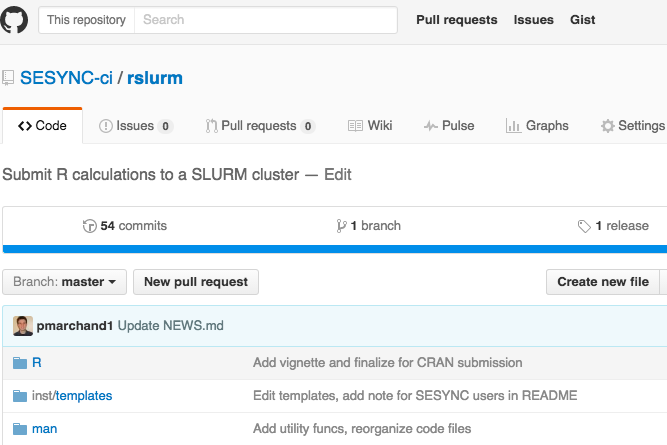 This repository Search Pull requests Issues Gist
SESYNC-ci / rslurm
Code Issues 0 Pull requests 0 Wiki Pulse Graphs Settings
Submit R calculations to a SLURM cluster — Edit
54 commits 1 branch 1 release
Branch: master New pull request Create new file
pmarchand1 Update NEWS.md
R Add vignette and finalize for CRAN submission
inst/templates Edit templates, add note for SESYNC users in README
man Add utility funcs, reorganize code files